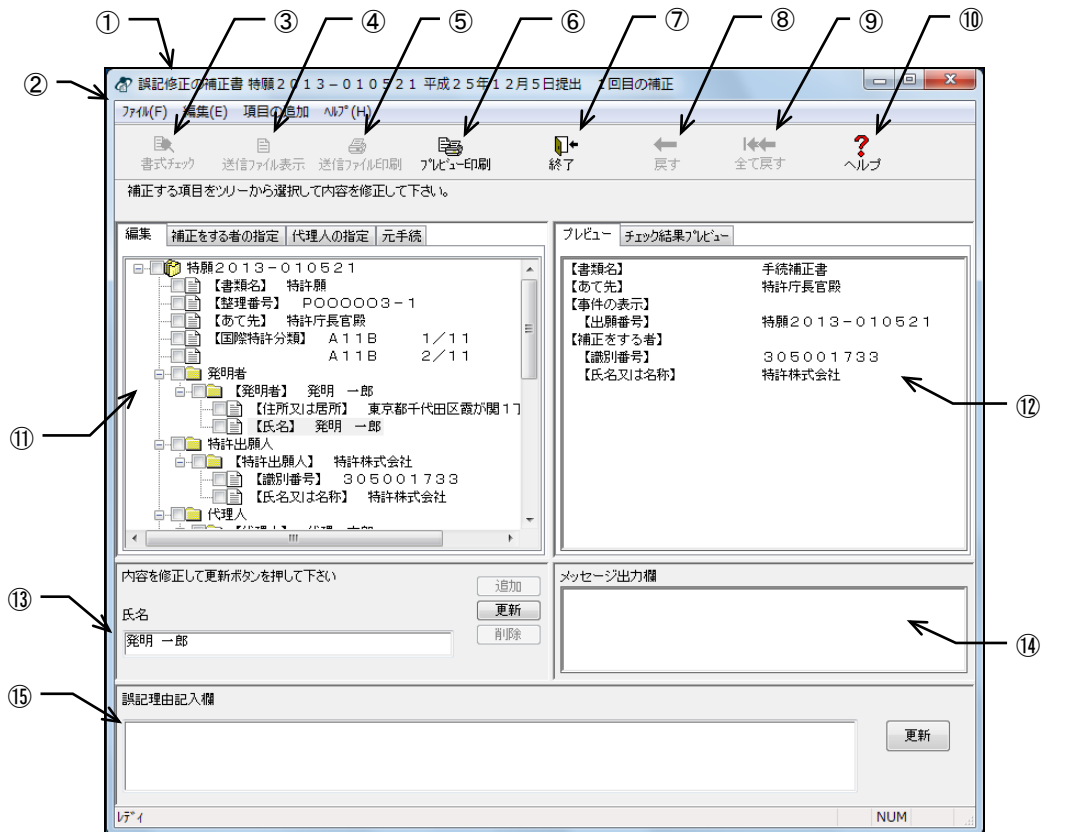 ① ③ ④ ⑤ ⑥ ⑦ ⑧ ⑨ ⑩
②
誤記修正の補正書 特願2013-010521 平成25年12月5日提出 1回目の補正
ﾌｧｲﾙ(F) 編集(E) 項目の追加 ﾍﾙﾌﾟ(H)
書式ﾁｪｯｸ 送信ﾌｧｲﾙ表示 送信ﾌｧｲﾙ印刷 ﾌﾟﾚﾋﾞｭｰ印刷 終了 戻す 全て戻す ヘルプ
補正する項目をツリーから選択して内容を修正して下さい。
編集 補正をする者の指定 代理人の指定 元手続
特願２０１３－０１０５２１
【書類名】 特許願
【整理番号】 Ｐ０００００３－１
【あて先】 特許庁長官殿
【国際特許分類】 Ａ１１Ｂ １／１１
Ａ１１Ｂ ２／１１
発明者
【発明者】 発明 一郎
【住所又は居所】 東京都千代田区霞が関１丁
【氏名】 発明 一郎
特許出願人
【特許出願人】 特許株式会社
【識別番号】 ３０５００１７３３
【氏名又は名称】 特許株式会社
代理人
⑪
プレビュー チェック結果ﾌﾟﾚﾋﾞｭｰ
【書類名】 手続補正書
【あて先】 特許庁長官殿
【事件の表示】
【出願番号】 特願２０１３－０１０５２１
【補正をする者】
【識別番号】 ３０５００１７３３
【氏名又は名称】 特許株式会社
⑫
内容を修正して更新ボタンを押して下さい
追加
⑬
氏名
更新
発明 一郎
削除
メッセージ出力欄
⑭
⑮
誤記理由記入欄
更新
ﾚﾃﾞｨ NUM